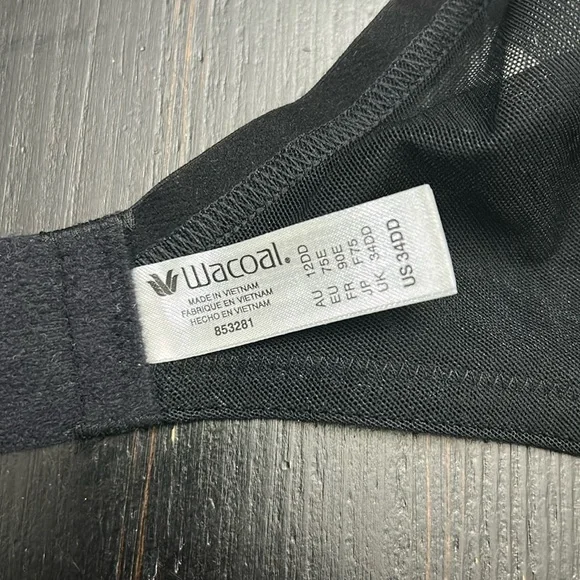 Wacoal®
MADE IN VIETNAM
FABRIQUE EN VIETNAM
HECHO EN VIETNAM
853281
AU 12DD
EU 75E
FR 90E
JP F75
UK 34DD
US 34DD